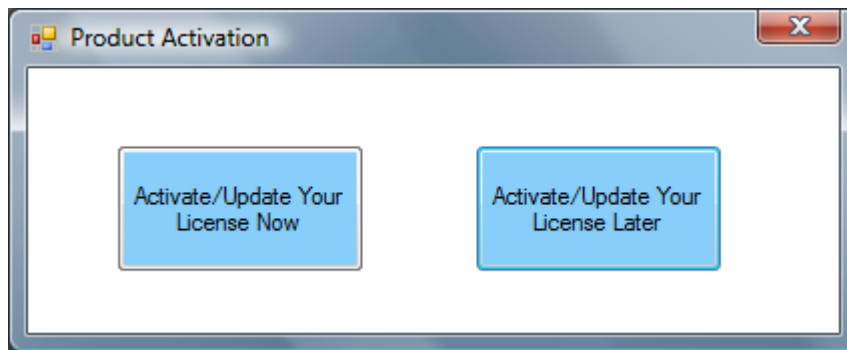 Product Activation
Activate/Update Your
License Now
Activate/Update Your
License Later